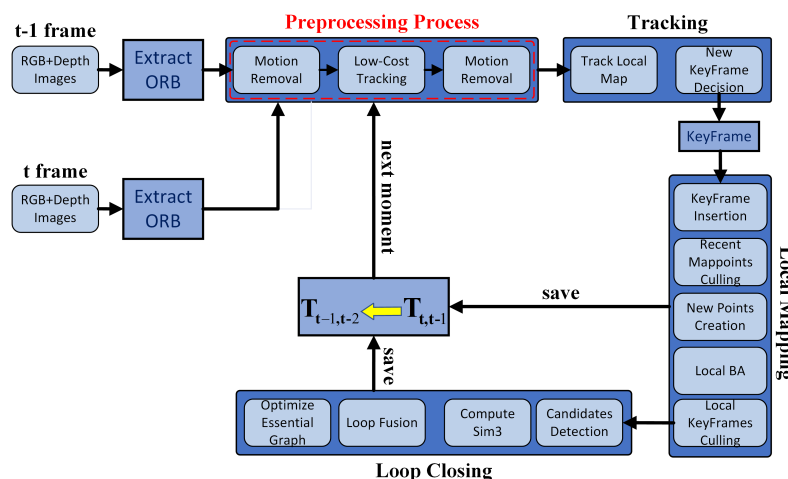 Preprocessing Process
Tracking
t-1 frame
RGB+Depth
Images
Extract
ORB
Motion
Removal
Low-Cost
Tracking
Motion
Removal
Track Local
Map
New
KeyFrame
Decision
KeyFrame
t frame
RGB+Depth
Images
Extract
ORB
next moment
KeyFrame
Insertion
Recent
Mappoints
Culling
New Points
Creation
Local BA
Local
KeyFrames
Culling
Local Mapping
save
T t−1,t-2
T t,t-1
save
Optimize
Essential
Graph
Loop Fusion
Compute
Sim3
Candidates
Detection
Loop Closing